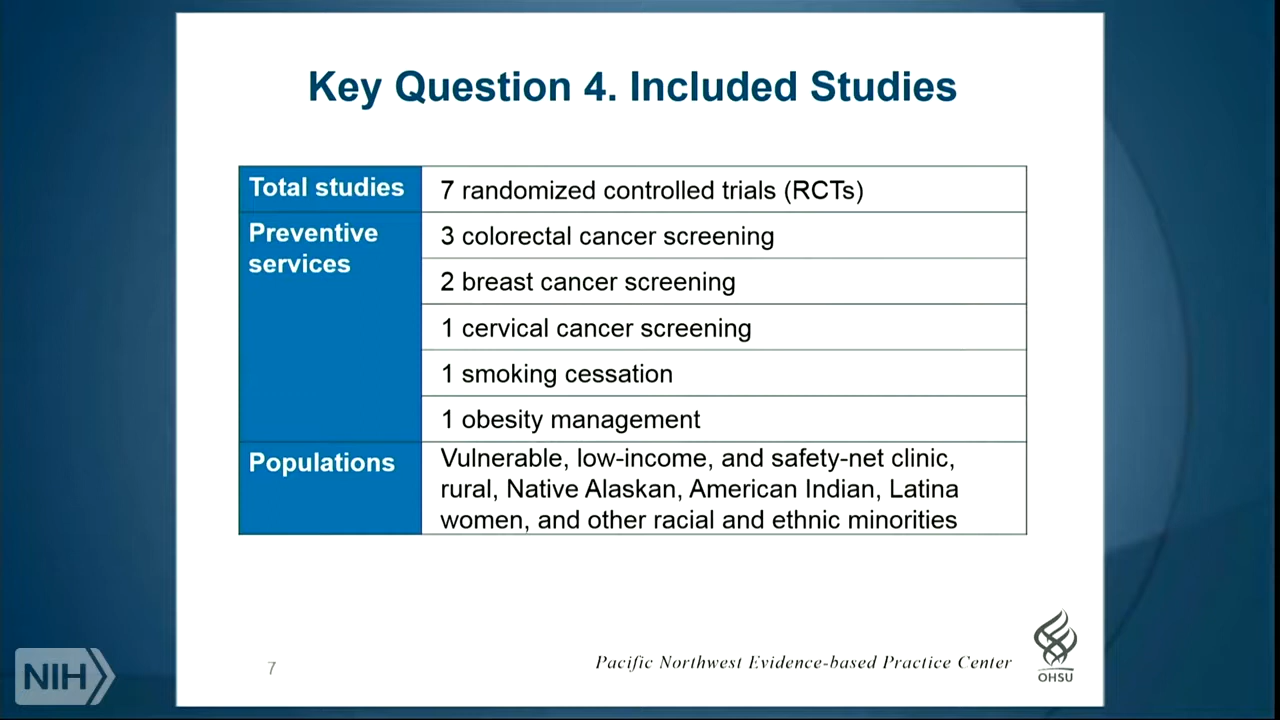 Key Question 4. Included Studies
Total studies
7 randomized controlled trials (RCTs)
Preventive
services
3 colorectal cancer screening
2 breast cancer screening
1 cervical cancer screening
1 smoking cessation
1 obesity management
Populations
Vulnerable, low-income, and safety-net clinic,
rural, Native Alaskan, American Indian, Latina
women, and other racial and ethnic minorities
7
Pacific Northwest Evidence-based Practice Center
OHSU
NIH